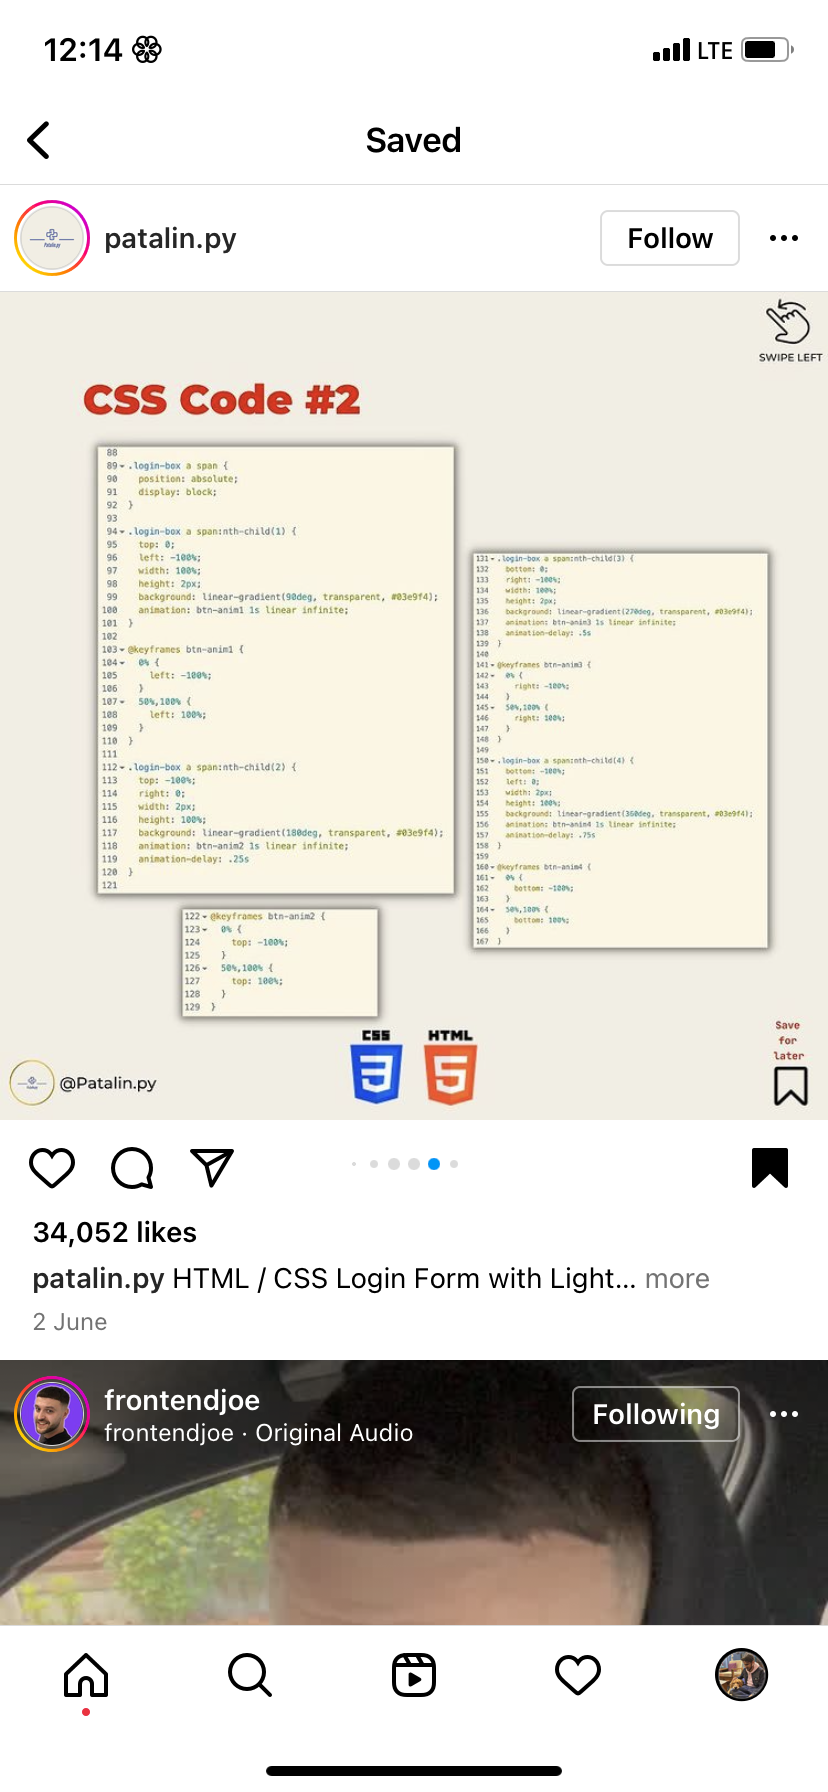 12:14
LTE
Saved
patalin.py
Follow
SWIPE LEFT
CSS Code #2
88
89 .login-box a span {
90 position: absolute;
91 display: block;
92 }
93
94 .login-box a span:nth-child(1) {
95 top: 0;
96 left: -100%;
97 width: 100%;
98 height: 2px;
99 background: linear-gradient(90deg, transparent, #03e9f4);
100 animation: btn-anim1 1s linear infinite;
101 }
102
103 @keyframes btn-anim1 {
104 0% {
105 left: -100%;
106 }
107 50%,100% {
108 left: 100%;
109 }
110 }
111
112 .login-box a span:nth-child(2) {
113 top: -100%;
114 right: 0;
115 width: 2px;
116 height: 100%;
117 background: linear-gradient(180deg, transparent, #03e9f4);
118 animation: btn-anim2 1s linear infinite;
119 animation-delay: .25s
120 }
121
122 @keyframes btn-anim2 {
123 0% {
124 top: -100%;
125 }
126 50%,100% {
127 top: 100%;
128 }
129 }
131 .login-box a span:nth-child(3) {
132 bottom: 0;
133 right: -100%;
134 width: 100%;
135 height: 2px;
136 background: linear-gradient(270deg, transparent, #03e9f4);
137 animation: btn-anim3 1s linear infinite;
138 animation-delay: .5s
139 }
140
141 @keyframes btn-anim3 {
142 0% {
143 right: -100%;
144 }
145 50%,100% {
146 right: 100%;
147 }
148 }
149
150 .login-box a span:nth-child(4) {
151 bottom: -100%;
152 left: 0;
153 width: 2px;
154 height: 100%;
155 background: linear-gradient(360deg, transparent, #03e9f4);
156 animation: btn-anim4 1s linear infinite;
157 animation-delay: .75s
158 }
159
160 @keyframes btn-anim4 {
161 0% {
162 bottom: -100%;
163 }
164 50%,100% {
165 bottom: 100%;
166 }
167 }
CSS
HTML
3
5
@Patalin.py
Save
for
later
34,052 likes
patalin.py HTML / CSS Login Form with Light... more
2 June
frontendjoe
frontendjoe · Original Audio
Following